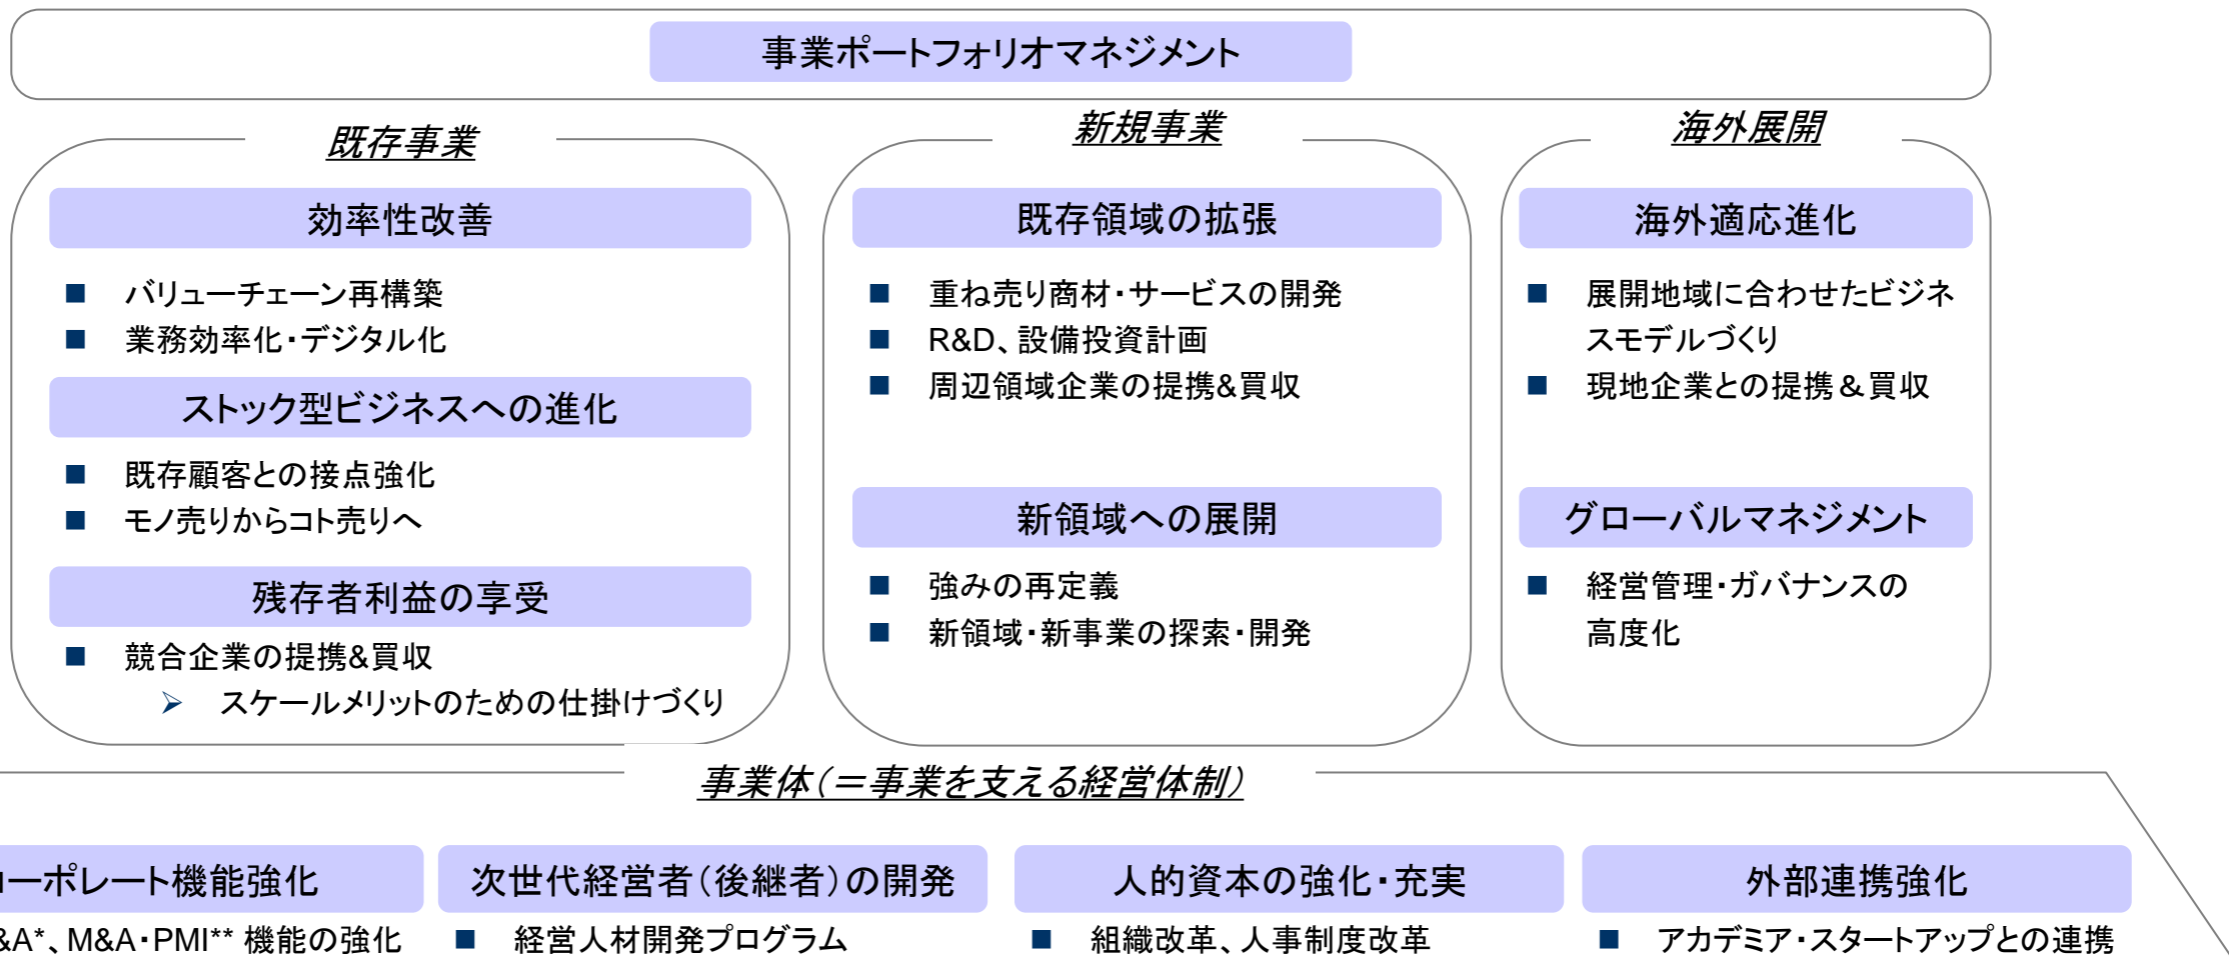 事業ポートフォリオマネジメント
既存事業
効率性改善
■ バリューチェーン再構築
■ 業務効率化・デジタル化
ストック型ビジネスへの進化
■ 既存顧客との接点強化
■ モノ売りからコト売りへ
残存者利益の享受
■ 競合企業の提携&買収
➢ スケールメリットのための仕掛けづくり
新規事業
既存領域の拡張
■ 重ね売り商材・サービスの開発
■ R&D、設備投資計画
■ 周辺領域企業の提携&買収
新領域への展開
■ 強みの再定義
■ 新領域・新事業の探索・開発
海外展開
海外適応進化
■ 展開地域に合わせたビジネ
スモデルづくり
■ 現地企業との提携＆買収
グローバルマネジメント
■ 経営管理・ガバナンスの
高度化
事業体（＝事業を支える経営体制）
ーポレート機能強化
&A*、M&A・PMI** 機能の強化
次世代経営者（後継者）の開発
■ 経営人材開発プログラム
人的資本の強化・充実
■ 組織改革、人事制度改革
外部連携強化
■ アカデミア・スタートアップとの連携